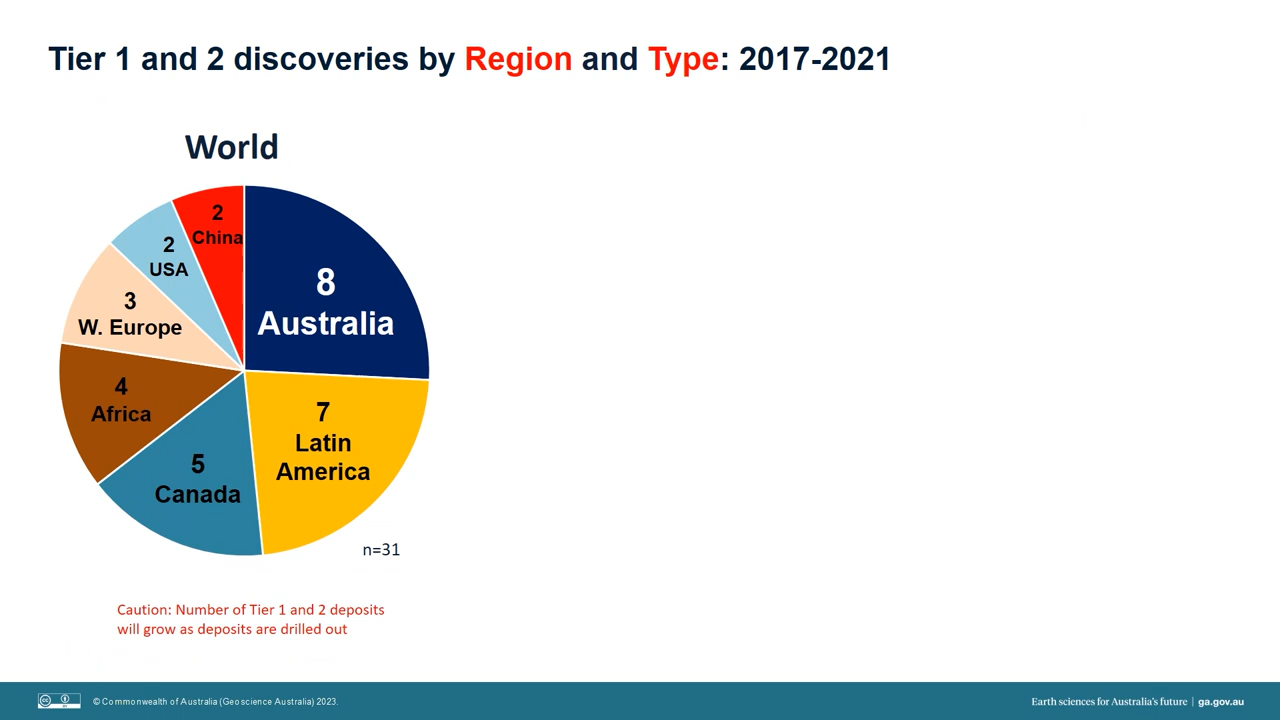 Tier 1 and 2 discoveries by Region and Type: 2017-2021
World
2
China
2
USA
8
Australia
3
W. Europe
4
Africa
7
Latin
America
5
Canada
n=31
Caution: Number of Tier 1 and 2 deposits
will grow as deposits are drilled out
© Commonwealth of Australia (Geoscience Australia) 2023.
Earth sciences for Australia's future | ga.gov.au